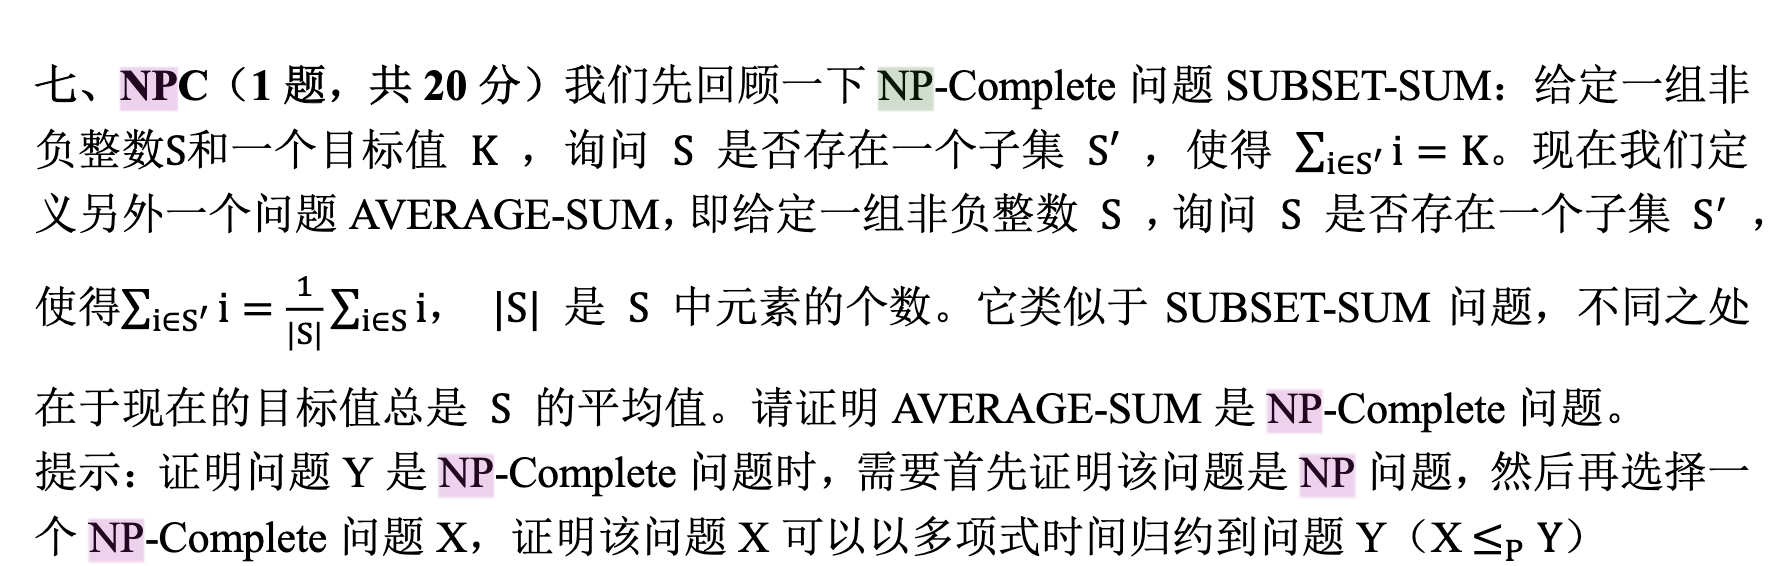 七、NPC（1 题，共 20 分）我们先回顾一下 NP-Complete 问题 SUBSET-SUM：给定一组非
负整数S和一个目标值 K ，询问 S 是否存在一个子集 S′ ，使得 ∑i∈S′ i = K。现在我们定
义另外一个问题 AVERAGE-SUM，即给定一组非负整数 S ，询问 S 是否存在一个子集 S′ ，
使得∑i∈S′ i = 1/|S| ∑i∈S i， |S| 是 S 中元素的个数。它类似于 SUBSET-SUM 问题，不同之处
在于现在的目标值总是 S 的平均值。请证明 AVERAGE-SUM 是 NP-Complete 问题。
提示：证明问题 Y 是 NP-Complete 问题时，需要首先证明该问题是 NP 问题，然后再选择一
个 NP-Complete 问题 X，证明该问题 X 可以以多项式时间归约到问题 Y（X ≤P Y）